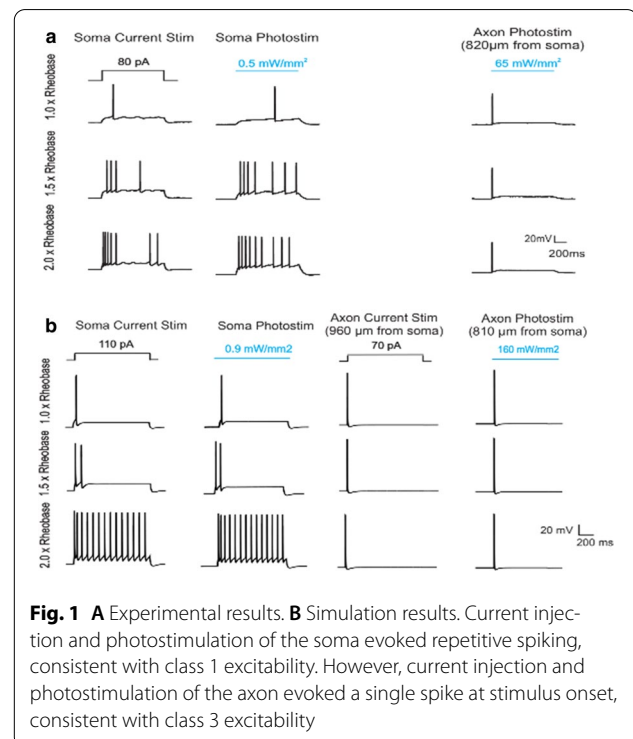 a
Soma Current Stim
Soma Photostim
Axon Photostim
(820µm from soma)
80 pA
0.5 mW/mm²
65 mW/mm²
1.0 x Rheobase
1.5 x Rheobase
2.0 x Rheobase
20mV
200ms
b
Soma Current Stim
Soma Photostim
Axon Current Stim
(960 µm from soma)
Axon Photostim
(810 µm from soma)
110 pA
0.9 mW/mm2
70 pA
160 mW/mm2
1.0 x Rheobase
1.5 x Rheobase
2.0 x Rheobase
20 mV
200 ms
Fig. 1 A Experimental results. B Simulation results. Current injec-
tion and photostimulation of the soma evoked repetitive spiking,
consistent with class 1 excitability. However, current injection and
photostimulation of the axon evoked a single spike at stimulus onset,
consistent with class 3 excitability